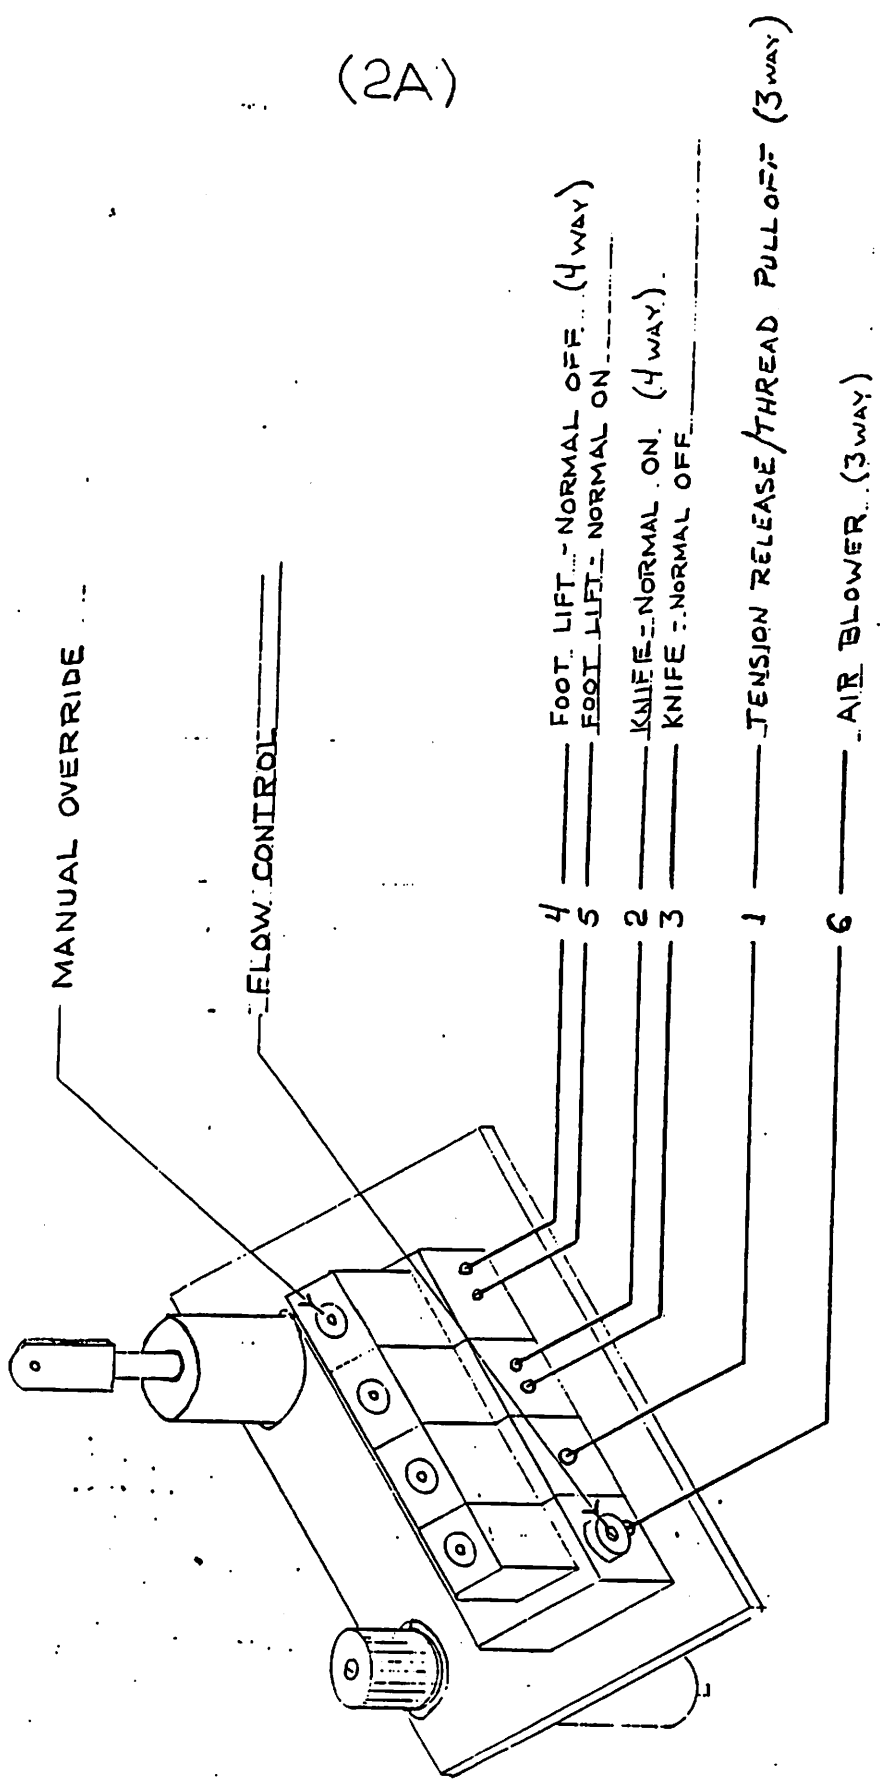 (2A)
MANUAL OVERRIDE
FLOW CONTROL
4 FOOT LIFT - NORMAL OFF (4 WAY)
5 FOOT LIFT - NORMAL ON
2 KNIFE - NORMAL ON (4 WAY).
3 KNIFE - NORMAL OFF
1 TENSION RELEASE/THREAD PULL OFF (3 WAY)
6 AIR BLOWER (3 WAY)